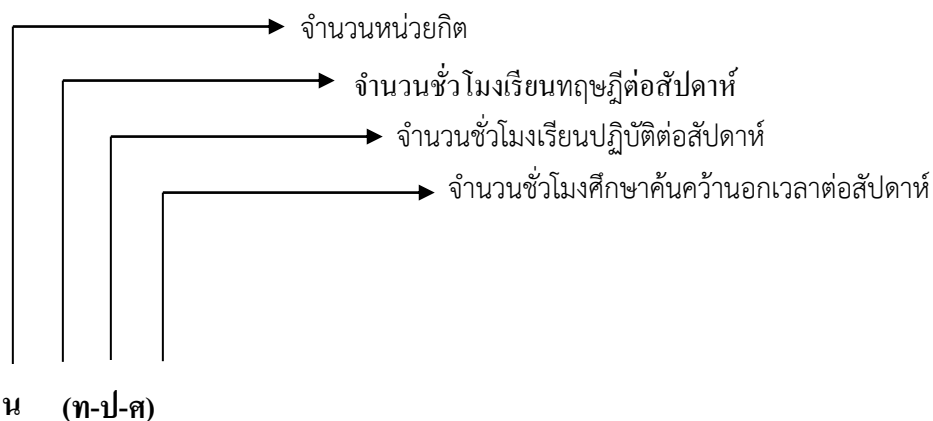 จำนวนหน่วยกิต
จำนวนชั่วโมงเรียนทฤษฎีต่อสัปดาห์
จำนวนชั่วโมงเรียนปฏิบัติต่อสัปดาห์
จำนวนชั่วโมงศึกษาค้นคว้านอกเวลาต่อสัปดาห์
น (ท-ป-ศ)